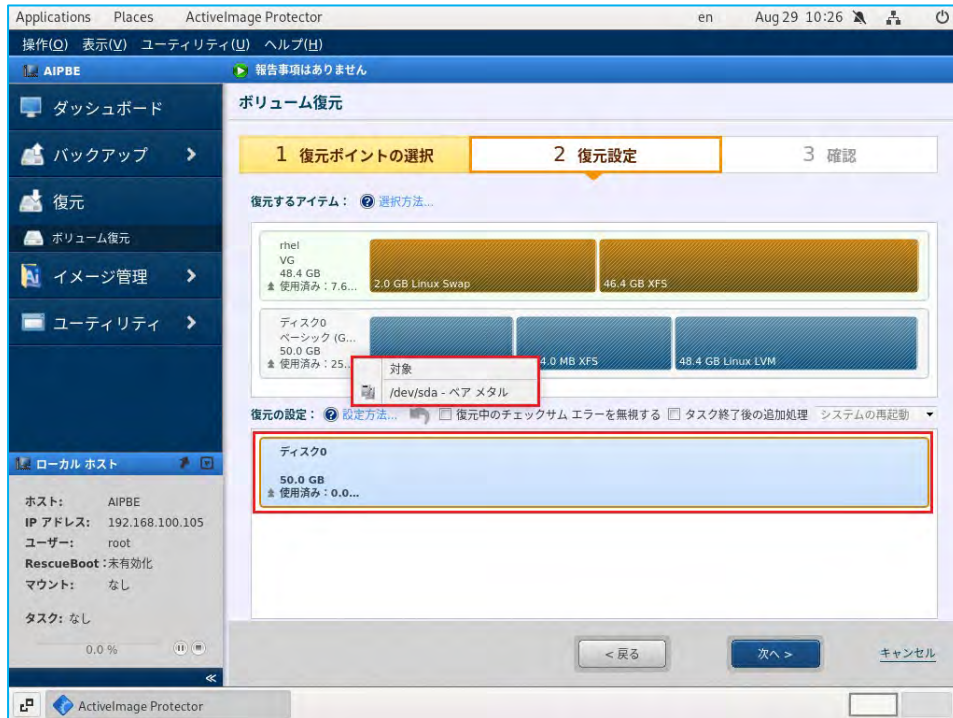 Applications Places ActiveImage Protector en Aug 29 10:26
操作(O) 表示(V) ユーティリティ(U) ヘルプ(H)
AIPBE
報告事項はありません
ダッシュボード
バックアップ
復元
ボリューム復元
イメージ管理
ユーティリティ
ボリューム復元
1 復元ポイントの選択
2 復元設定
3 確認
復元するアイテム： 選択方法...
rhel
VG
48.4 GB
使用済み：7.6...
2.0 GB Linux Swap
46.4 GB XFS
ディスク0
ベーシック (G...
50.0 GB
使用済み：25...
4.0 MB XFS
48.4 GB Linux LVM
対象
/dev/sda - ベア メタル
復元の設定： 設定方法... 復元中のチェックサム エラーを無視する タスク終了後の追加処理 システムの再起動
ディスク0
50.0 GB
使用済み：0.0...
ローカル ホスト
ホスト: AIPBE
IP アドレス: 192.168.100.105
ユーザー: root
RescueBoot：未有効化
マウント: なし
タスク: なし
0.0 %
< 戻る
次へ >
キャンセル
ActiveImage Protector